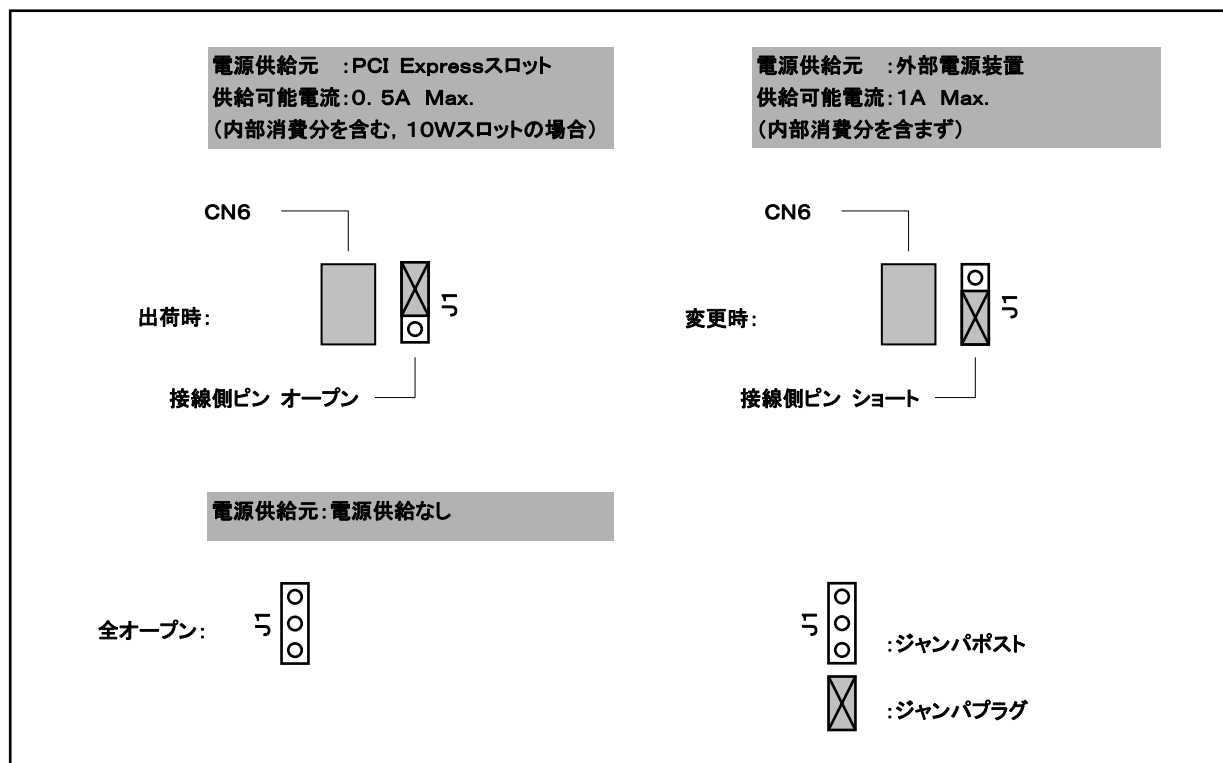 電源供給元　：PCI Expressスロット
供給可能電流：0．5A Max.
（内部消費分を含む，10Wスロットの場合）
電源供給元　：外部電源装置
供給可能電流：1A Max.
（内部消費分を含まず）
CN6
J1
出荷時：
接線側ピン オープン
CN6
J1
変更時：
接線側ピン ショート
電源供給元：電源供給なし
全オープン：
J1
J1
：ジャンパポスト
：ジャンパプラグ